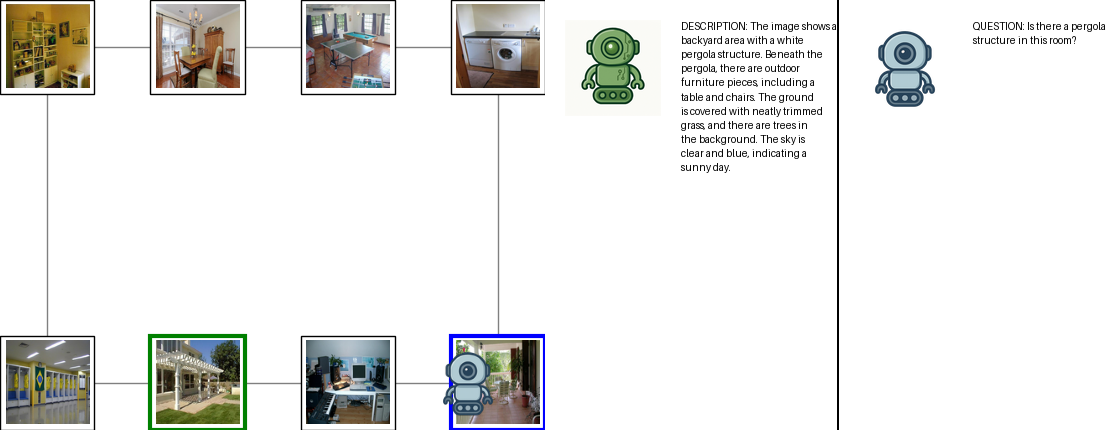 DESCRIPTION: The image shows a
backyard area with a white
pergola structure. Beneath the
pergola, there are outdoor
furniture pieces, including a
table and chairs. The ground
is covered with neatly trimmed
grass, and there are trees in
the background. The sky is
clear and blue, indicating a
sunny day.
QUESTION: Is there a pergola
structure in this room?